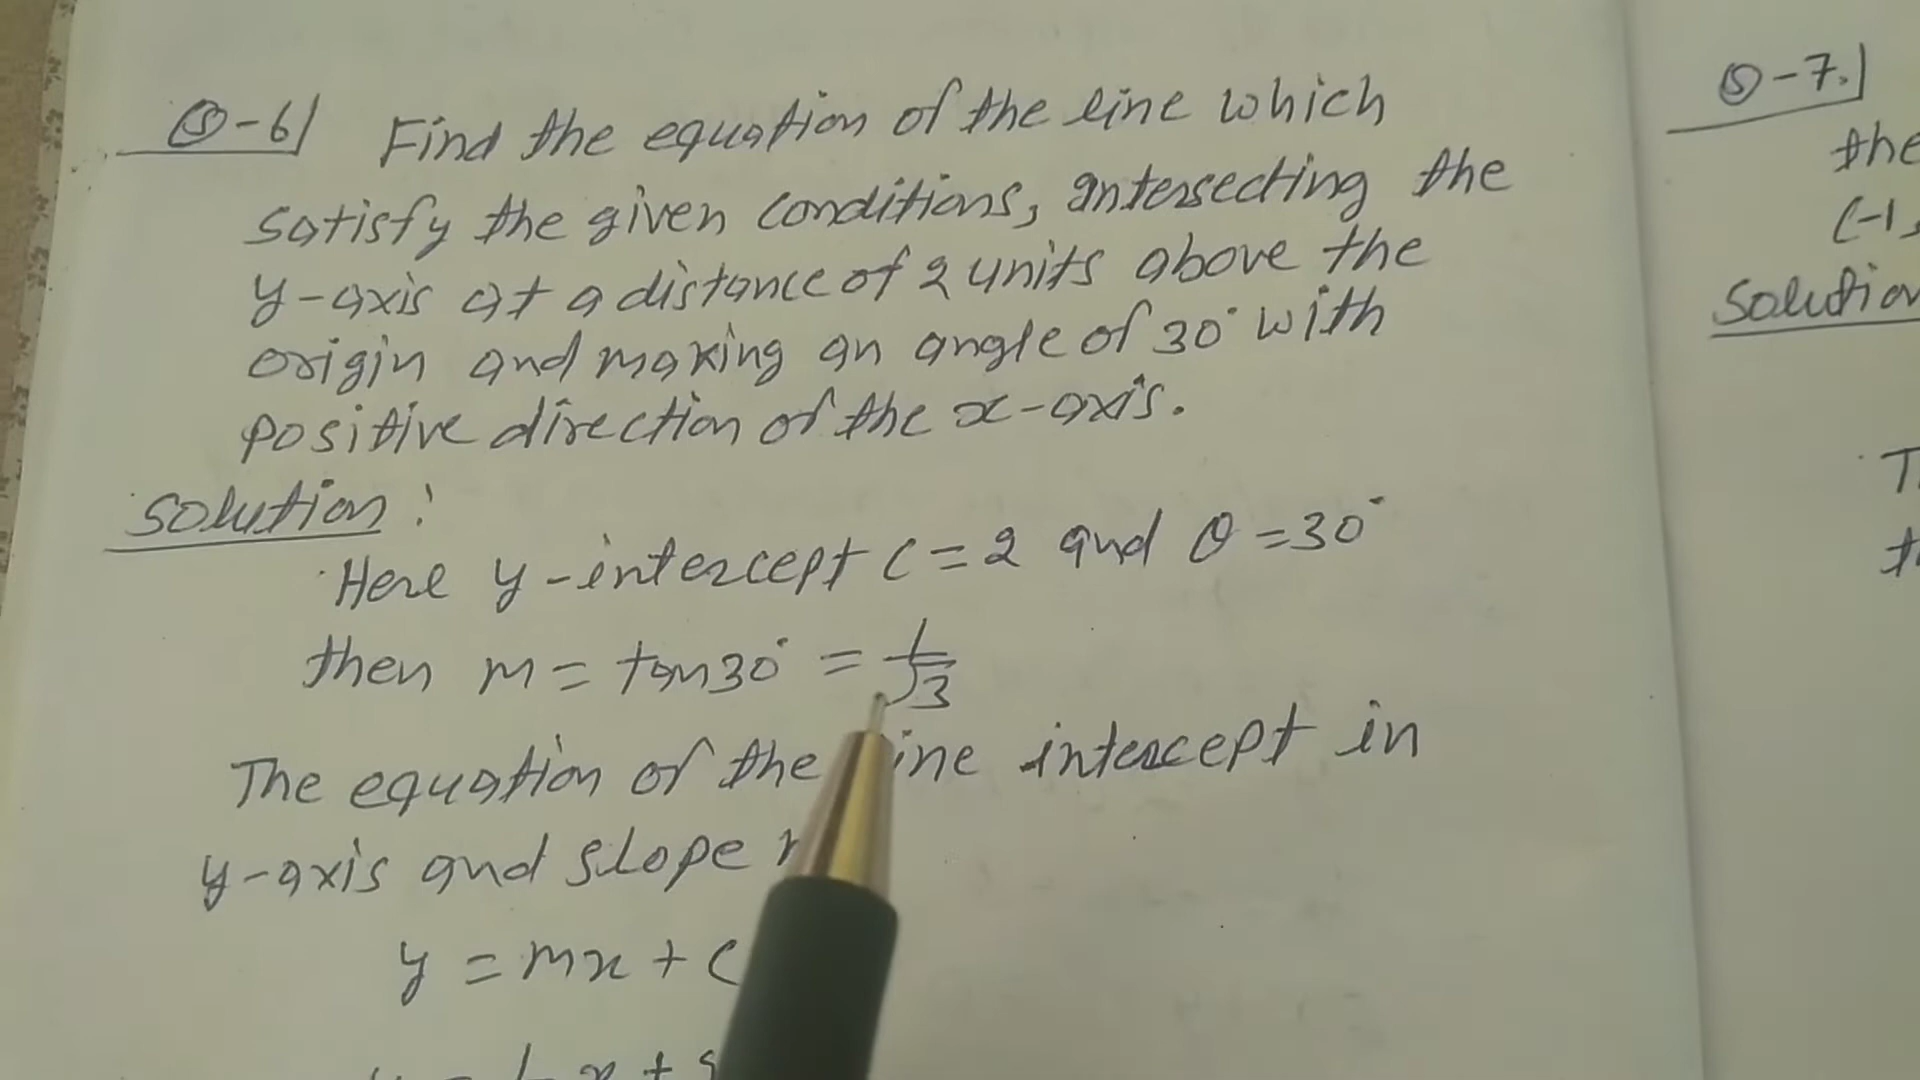 Q-6| Find the equation of the line which
satisfy the given conditions, intersecting the
y-axis at a distance of 2 units above the
origin and making an angle of 30° with
positive direction of the x-axis.
Solution:
Here y-intercept c = 2 and θ = 30°
then m = tan30° = 1/√3
The equation of the line intercept in
y-axis and slope
y = mx + c
Q-7.|
the
(-1,
Solution